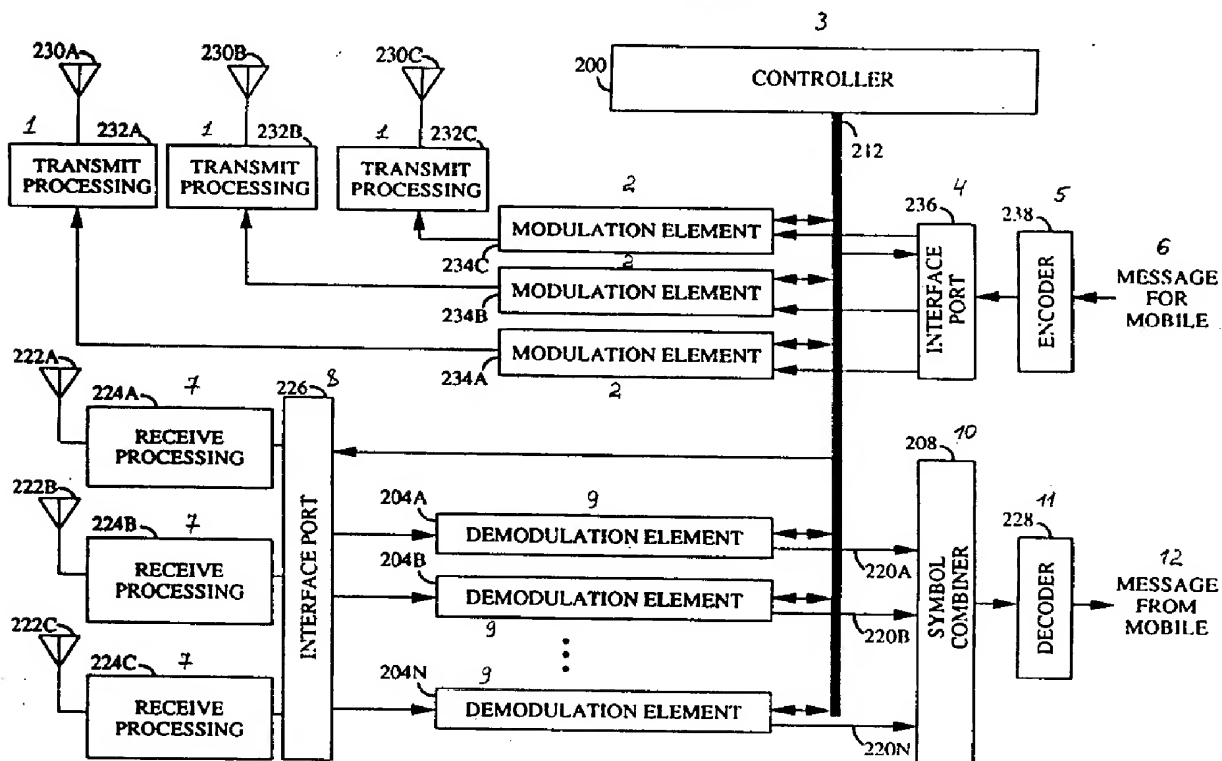 3
230A
230B
230C
200
CONTROLLER
212
1
232A
TRANSMIT
PROCESSING
1
232B
TRANSMIT
PROCESSING
1
232C
TRANSMIT
PROCESSING
2
MODULATION ELEMENT
234C
2
MODULATION ELEMENT
234B
MODULATION ELEMENT
234A
2
4
236
INTERFACE
PORT
5
238
ENCODER
6
MESSAGE
FOR
MOBILE
222A
224A
7
RECEIVE
PROCESSING
222B
224B
7
RECEIVE
PROCESSING
222C
224C
7
RECEIVE
PROCESSING
226
8
INTERFACE PORT
204A
9
DEMODULATION ELEMENT
220A
204B
DEMODULATION ELEMENT
220B
9
204N
9
DEMODULATION ELEMENT
220N
208
10
SYMBOL
COMBINER
11
228
DECODER
12
MESSAGE
FROM
MOBILE